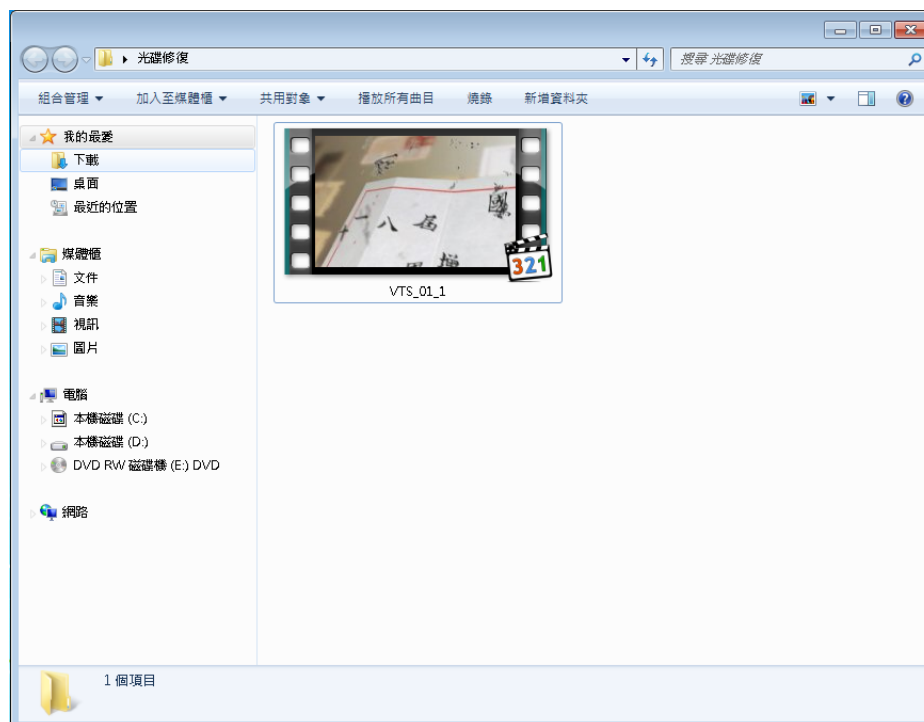 光碟修復
搜尋 光碟修復
組合管理
加入至媒體櫃
共用對象
播放所有曲目
燒錄
新增資料夾
我的最愛
下載
桌面
最近的位置
媒體櫃
文件
音樂
視訊
圖片
電腦
本機磁碟 (C:)
本機磁碟 (D:)
DVD RW 磁碟機 (E:) DVD
網路
國
十八屆
321
VTS_01_1
1 個項目